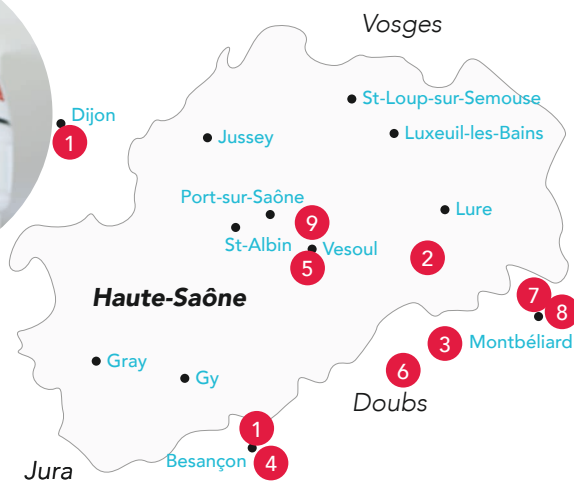 Vosges
St-Loup-sur-Semouse
Dijon
1
Jussey
Luxeuil-les-Bains
Port-sur-Saône
9
Lure
St-Albin
Vesoul
5
2
Haute-Saône
7
8
3
Montbéliard
Gray
6
Gy
Doubs
1
Besançon
4
Jura